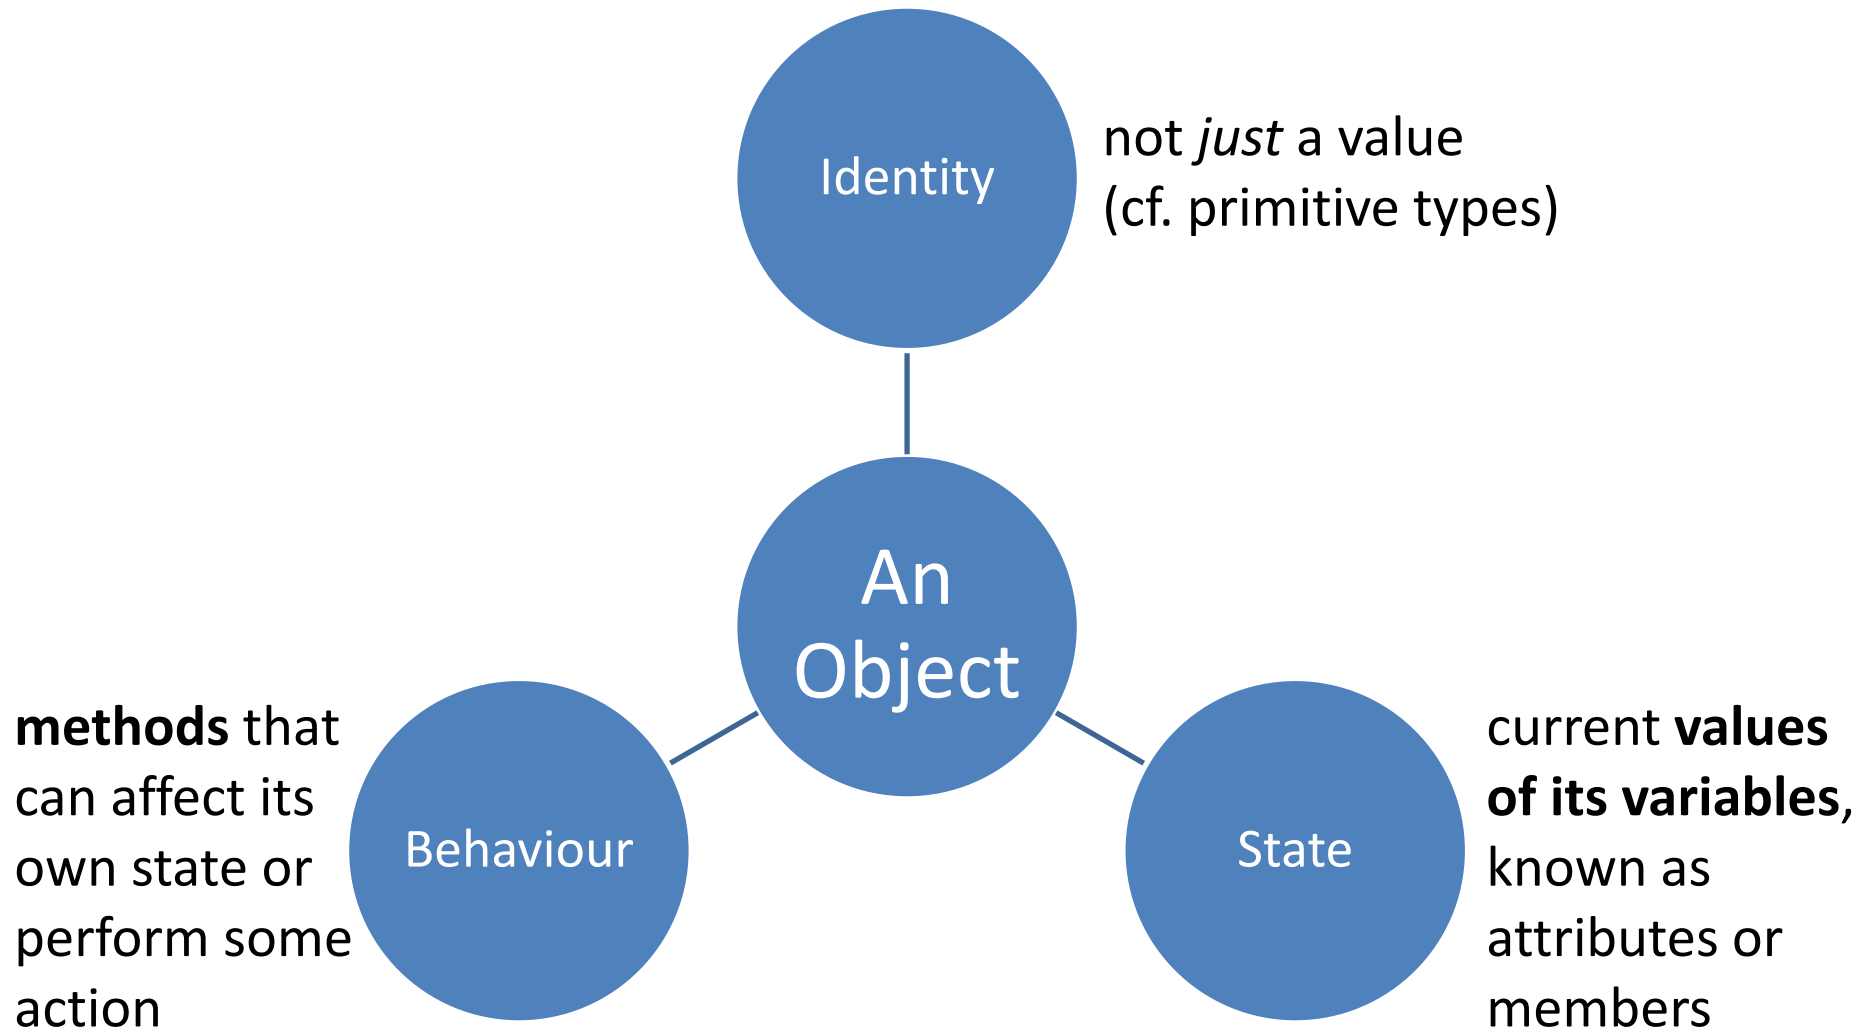 Identity
not just a value
(cf. primitive types)
An
Object
methods that
can affect its
own state or
perform some
action
Behaviour
State
current values
of its variables,
known as
attributes or
members